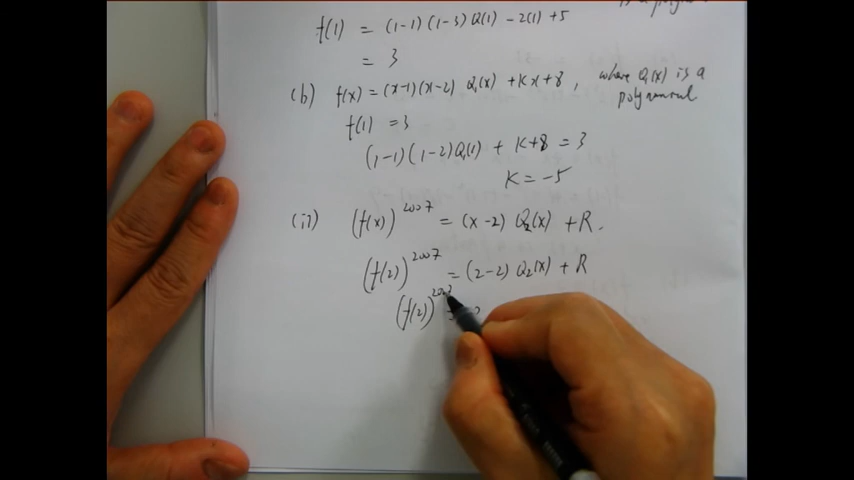 f(1) = (1-1)(1-3)Q(1) - 2(1) + 5
= 3
(b) f(x) = (x-1)(x-2) Q₁(x) + Kx + 8, where Q₁(x) is a
polynomial
f(1) = 3
(1-1)(1-2)Q₁(1) + K+8 = 3
K = -5
(ii) (f(x))²⁰⁰⁷ = (x-2) Q₂(x) + R.
(f(2))²⁰⁰⁷ = (2-2) Q₂(x) + R
(f(2))